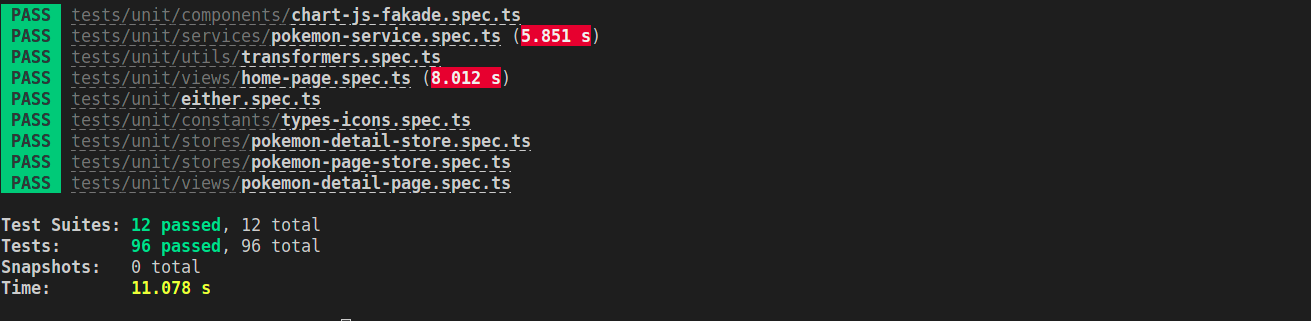 PASS tests/unit/components/chart-js-fakade.spec.ts
PASS tests/unit/services/pokemon-service.spec.ts (5.851 s)
PASS tests/unit/utils/transformers.spec.ts
PASS tests/unit/views/home-page.spec.ts (8.012 s)
PASS tests/unit/either.spec.ts
PASS tests/unit/constants/types-icons.spec.ts
PASS tests/unit/stores/pokemon-detail-store.spec.ts
PASS tests/unit/stores/pokemon-page-store.spec.ts
PASS tests/unit/views/pokemon-detail-page.spec.ts
Test Suites: 12 passed, 12 total
Tests: 96 passed, 96 total
Snapshots: 0 total
Time: 11.078 s